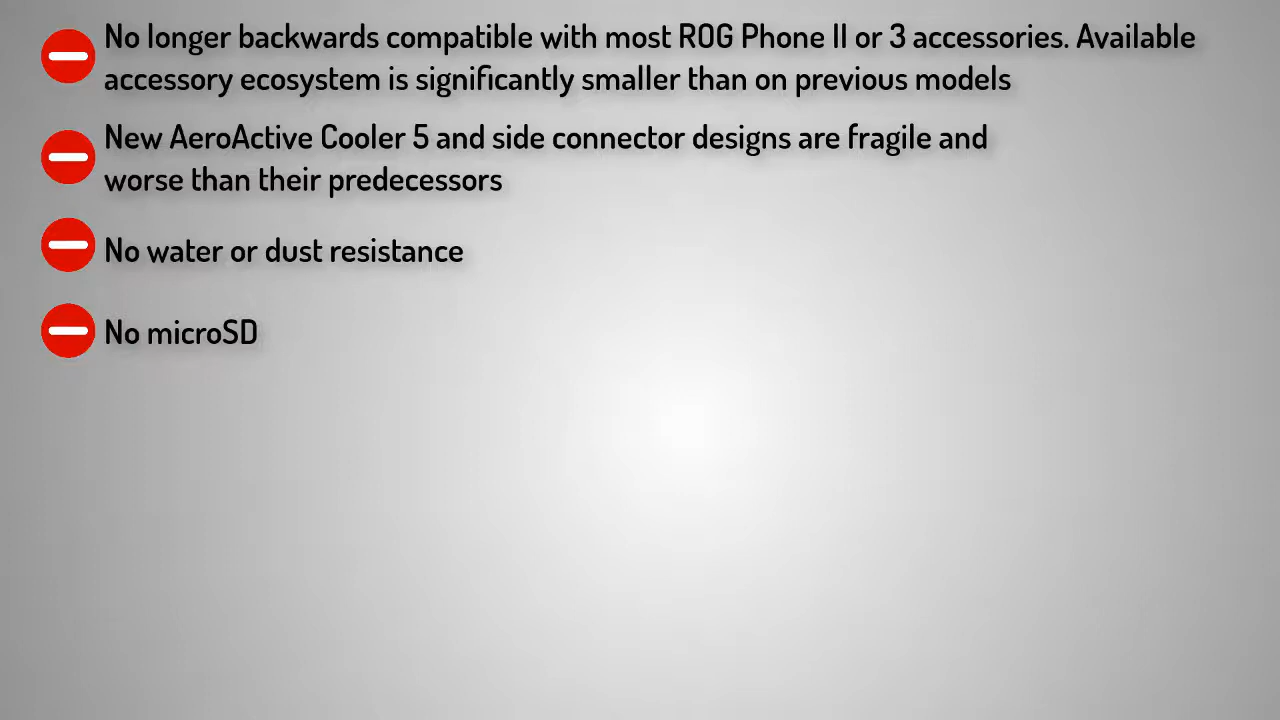 No longer backwards compatible with most ROG Phone II or 3 accessories. Available
accessory ecosystem is significantly smaller than on previous models
New AeroActive Cooler 5 and side connector designs are fragile and
worse than their predecessors
No water or dust resistance
No microSD